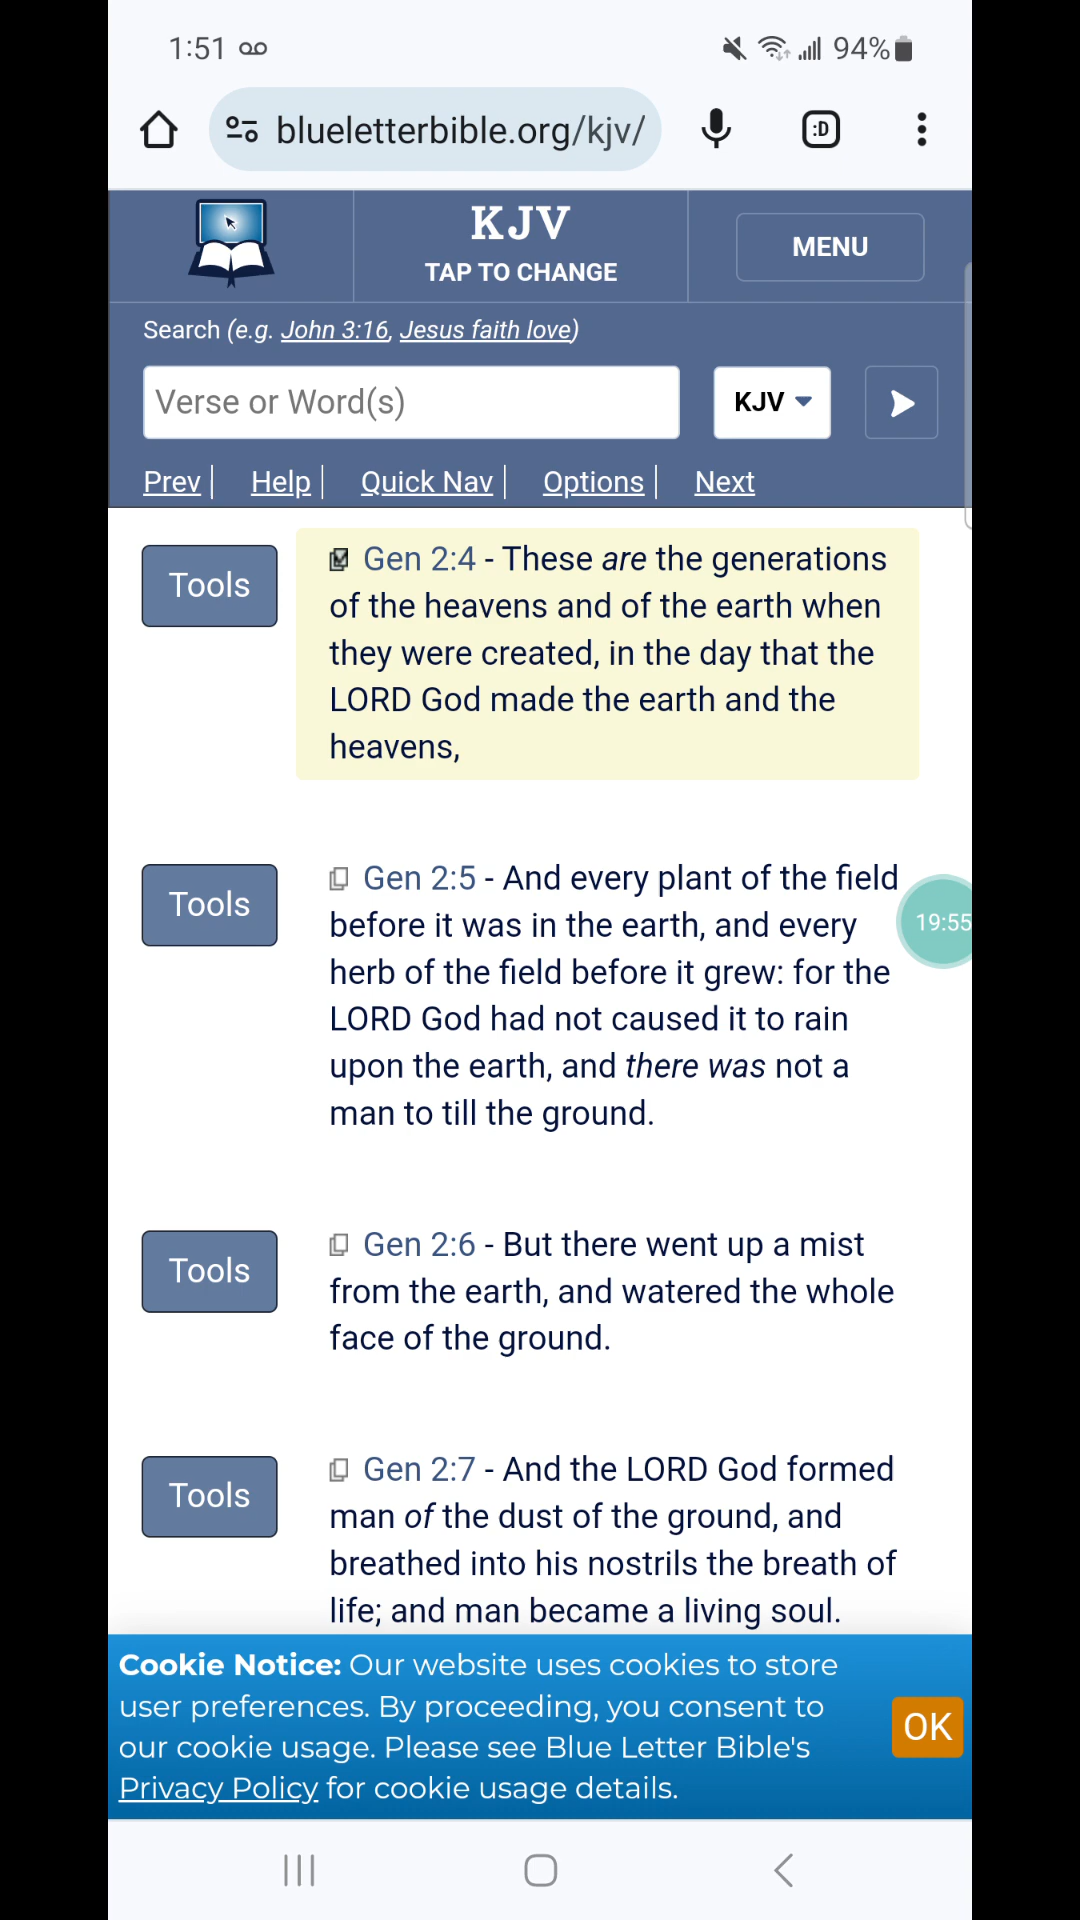 1:51
94%
blueletterbible.org/kjv/
:D
KJV
TAP TO CHANGE
MENU
Search (e.g. John 3:16, Jesus faith love)
Verse or Word(s)
KJV
Prev | Help | Quick Nav | Options | Next
Tools
Gen 2:4 - These are the generations
of the heavens and of the earth when
they were created, in the day that the
LORD God made the earth and the
heavens,
Tools
Gen 2:5 - And every plant of the field
before it was in the earth, and every
herb of the field before it grew: for the
LORD God had not caused it to rain
upon the earth, and there was not a
man to till the ground.
19:55
Tools
Gen 2:6 - But there went up a mist
from the earth, and watered the whole
face of the ground.
Tools
Gen 2:7 - And the LORD God formed
man of the dust of the ground, and
breathed into his nostrils the breath of
life; and man became a living soul.
Cookie Notice: Our website uses cookies to store
user preferences. By proceeding, you consent to
our cookie usage. Please see Blue Letter Bible's
Privacy Policy for cookie usage details.
OK